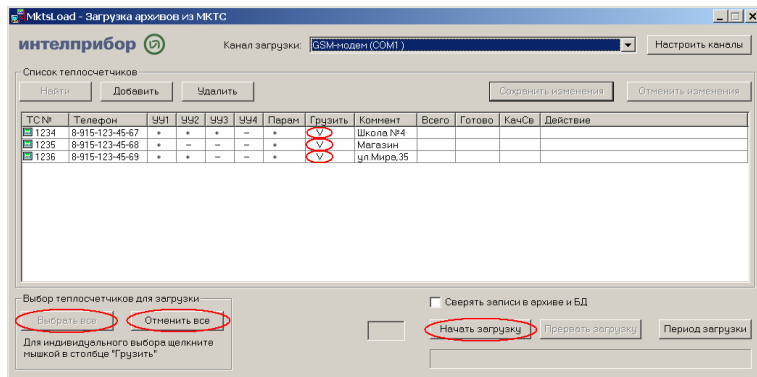 MktsLoad - Загрузка архивов из МКТС
интелприбор
Канал загрузки: GSM-модем (COM1 ) Настроить каналы
Список теплосчетчиков
Найти Добавить Удалить Сохранить изменения Отменить изменения
ТС № Телефон УУ1 УУ2 УУ3 УУ4 Парам Грузить Коммент Всего Готово КачСв Действие
1234 8-915-123-45-67 + + + – + V Школа №4
1235 8-915-123-45-68 + – – – + V Магазин
1236 8-915-123-45-69 + + – – + V ул.Мира,35
Выбор теплосчетчиков для загрузки
Сверять записи в архиве и БД
Выбрать все Отменить все
Начать загрузку Прервать загрузку Период загрузки
Для индивидуального выбора щелкните
мышкой в столбце "Грузить"